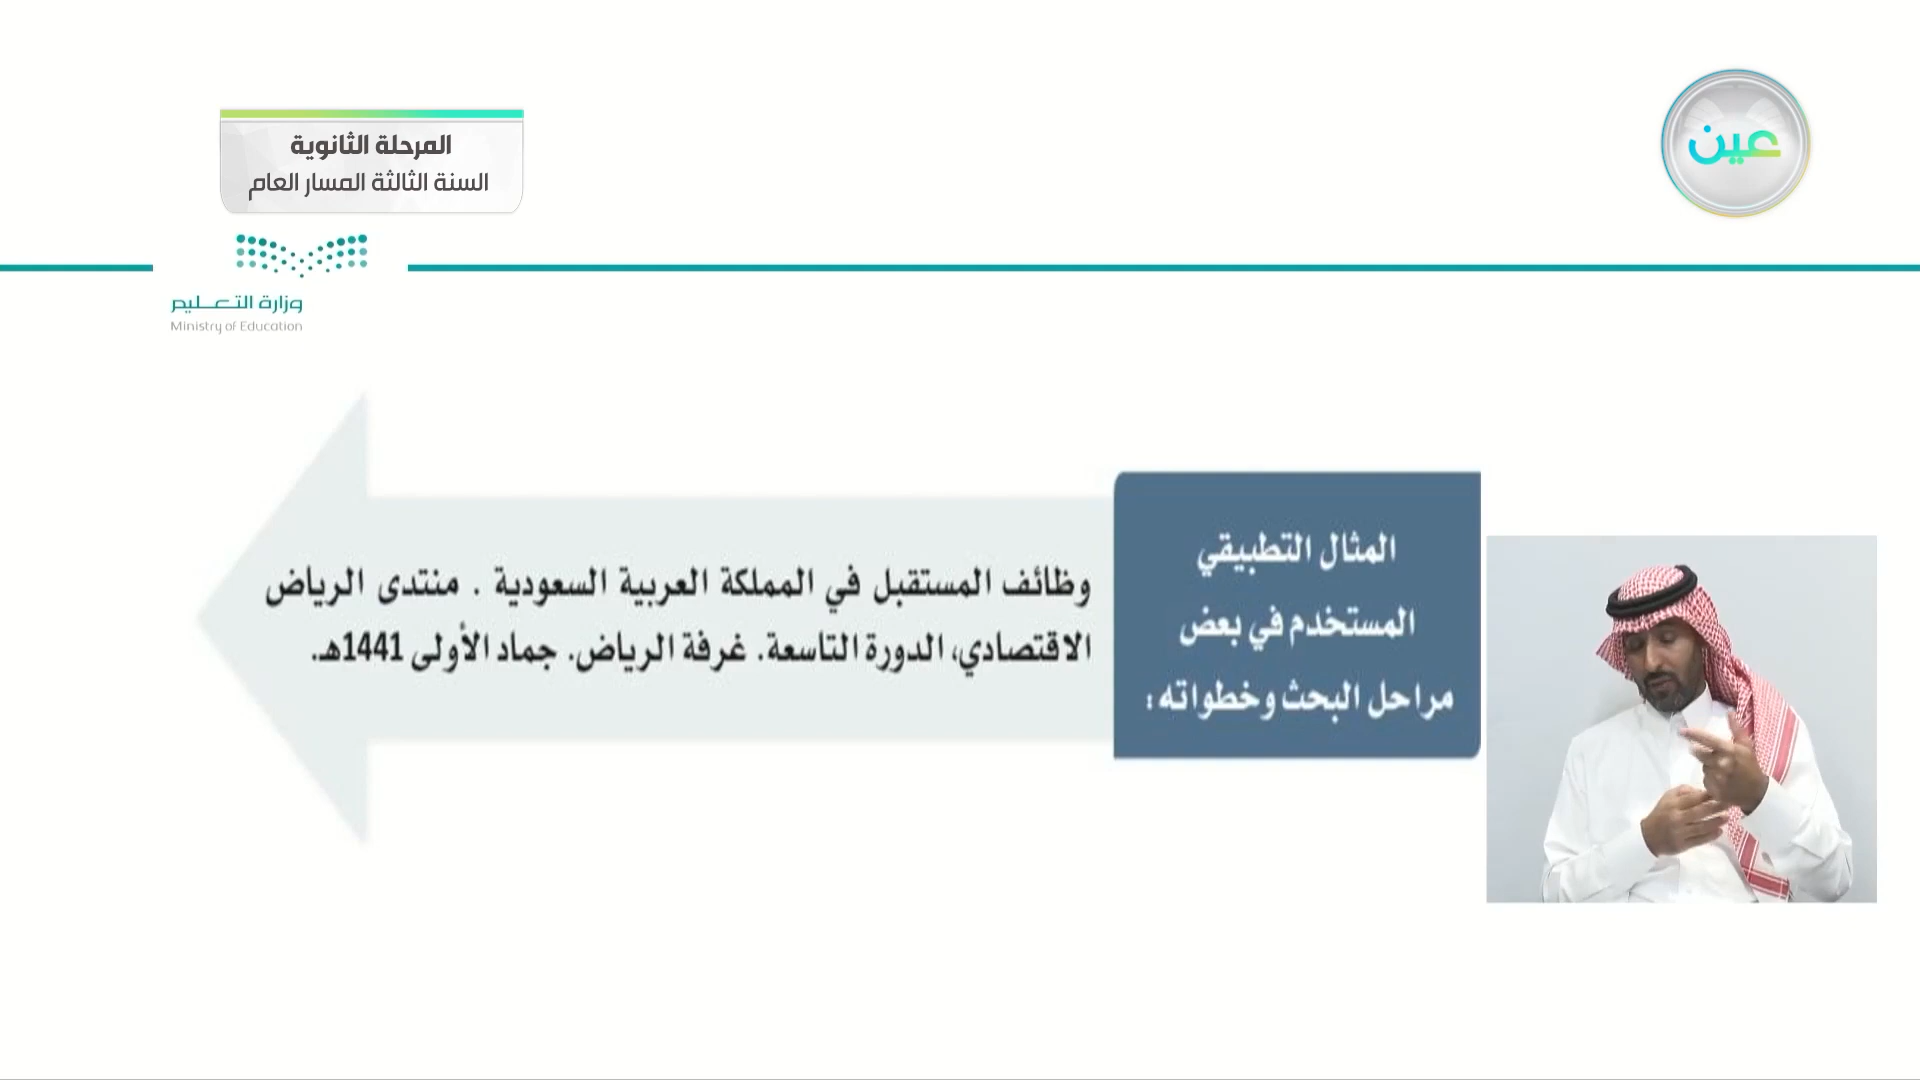 عين
المرحلة الثانوية
السنة الثالثة المسار العام
وزارة التعليم
Ministry of Education
المثال التطبيقي
المستخدم في بعض
مراحل البحث وخطواته :
وظائف المستقبل في المملكة العربية السعودية . منتدى الرياض
الاقتصادي، الدورة التاسعة. غرفة الرياض. جماد الأولى 1441هـ.